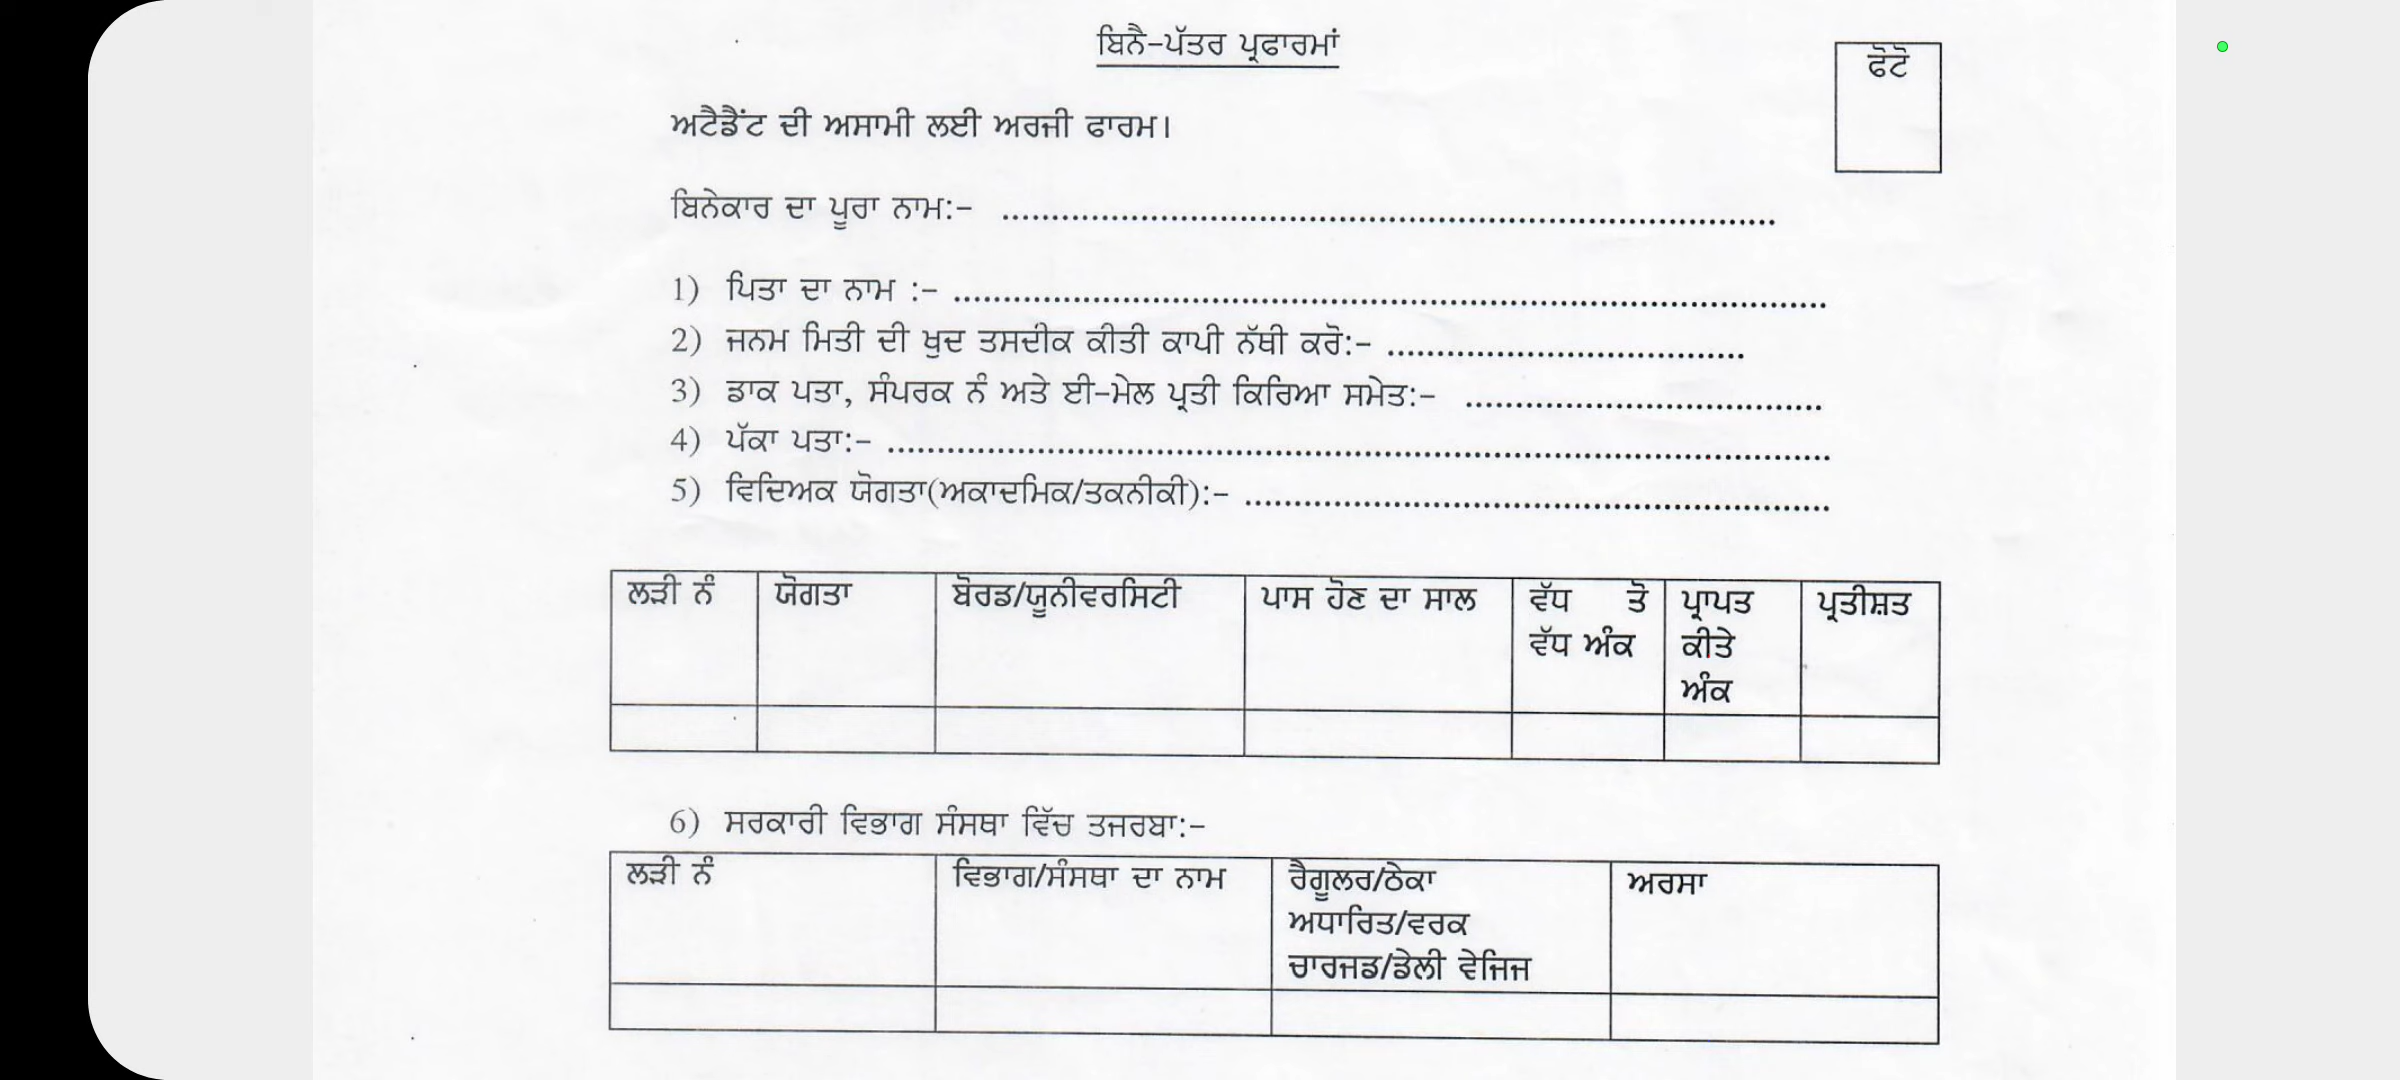 ਬਿਨੈ-ਪੱਤਰ ਪ੍ਰਫਾਰਮਾਂ
ਫੋਟੋ
ਅਟੈਡੈਂਟ ਦੀ ਅਸਾਮੀ ਲਈ ਅਰਜੀ ਫਾਰਮ।
ਬਿਨੇਕਾਰ ਦਾ ਪੂਰਾ ਨਾਮ:- ..............................................................................
1) ਪਿਤਾ ਦਾ ਨਾਮ :- ........................................................................................
2) ਜਨਮ ਮਿਤੀ ਦੀ ਖੁਦ ਤਸਦੀਕ ਕੀਤੀ ਕਾਪੀ ਨੱਥੀ ਕਰੋ:- ....................................
3) ਡਾਕ ਪਤਾ, ਸੰਪਰਕ ਨੰ ਅਤੇ ਈ-ਮੇਲ ਪ੍ਰਤੀ ਕਿਰਿਆ ਸਮੇਤ:- ....................................
4) ਪੱਕਾ ਪਤਾ:- ...............................................................................................
5) ਵਿਦਿਅਕ ਯੋਗਤਾ(ਅਕਾਦਮਿਕ/ਤਕਨੀਕੀ):- ...........................................................
ਲੜੀ ਨੰ ਯੋਗਤਾ ਬੋਰਡ/ਯੂਨੀਵਰਸਿਟੀ ਪਾਸ ਹੋਣ ਦਾ ਸਾਲ ਵੱਧ ਤੋ ਪ੍ਰਾਪਤ ਪ੍ਰਤੀਸ਼ਤ
ਵੱਧ ਅੰਕ ਕੀਤੇ
ਅੰਕ
6) ਸਰਕਾਰੀ ਵਿਭਾਗ ਸੰਸਥਾ ਵਿੱਚ ਤਜਰਬਾ:-
ਲੜੀ ਨੰ ਵਿਭਾਗ/ਸੰਸਥਾ ਦਾ ਨਾਮ ਰੈਗੂਲਰ/ਠੇਕਾ ਅਰਸਾ
ਅਧਾਰਿਤ/ਵਰਕ
ਚਾਰਜਡ/ਡੇਲੀ ਵੇਜਿਜ